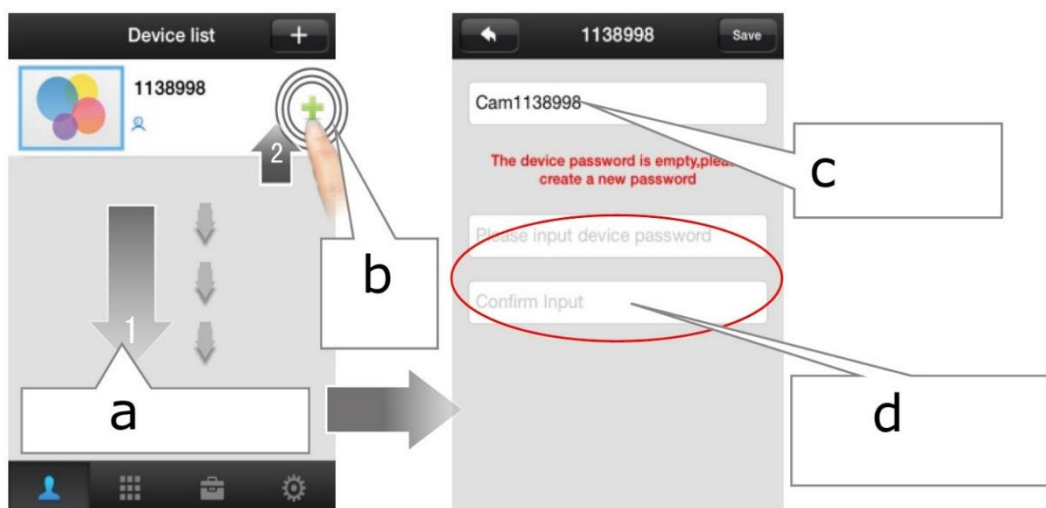 Device list
+
1138998
2
b
1
a
1138998
Save
Cam1138998
c
The device password is empty,plea
create a new password
Please input device password
Confirm Input
d